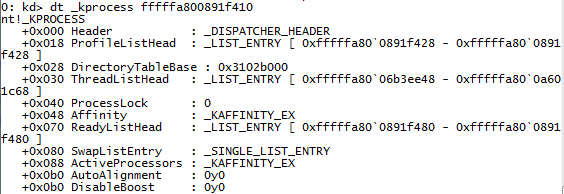 0: kd> dt _kprocess fffffa800891f410
nt!_KPROCESS
   +0x000 Header           : _DISPATCHER_HEADER
   +0x018 ProfileListHead  : _LIST_ENTRY [ 0xfffffa80`0891f428 - 0xfffffa80`0891
f428 ]
   +0x028 DirectoryTableBase : 0x3102b000
   +0x030 ThreadListHead   : _LIST_ENTRY [ 0xfffffa80`06b3ee48 - 0xfffffa80`0a60
1c68 ]
   +0x040 ProcessLock      : 0
   +0x048 Affinity         : _KAFFINITY_EX
   +0x070 ReadyListHead    : _LIST_ENTRY [ 0xfffffa80`0891f480 - 0xfffffa80`0891
f480 ]
   +0x080 SwapListEntry    : _SINGLE_LIST_ENTRY
   +0x088 ActiveProcessors : _KAFFINITY_EX
   +0x0b0 AutoAlignment    : 0y0
   +0x0b0 DisableBoost     : 0y0